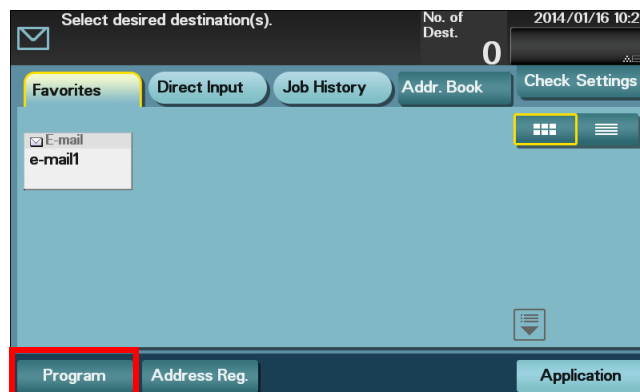 Select desired destination(s).
No. of
Dest.
0
2014/01/16 10:2
Favorites
Direct Input
Job History
Addr. Book
Check Settings
E-mail
e-mail1
Program
Address Reg.
Application